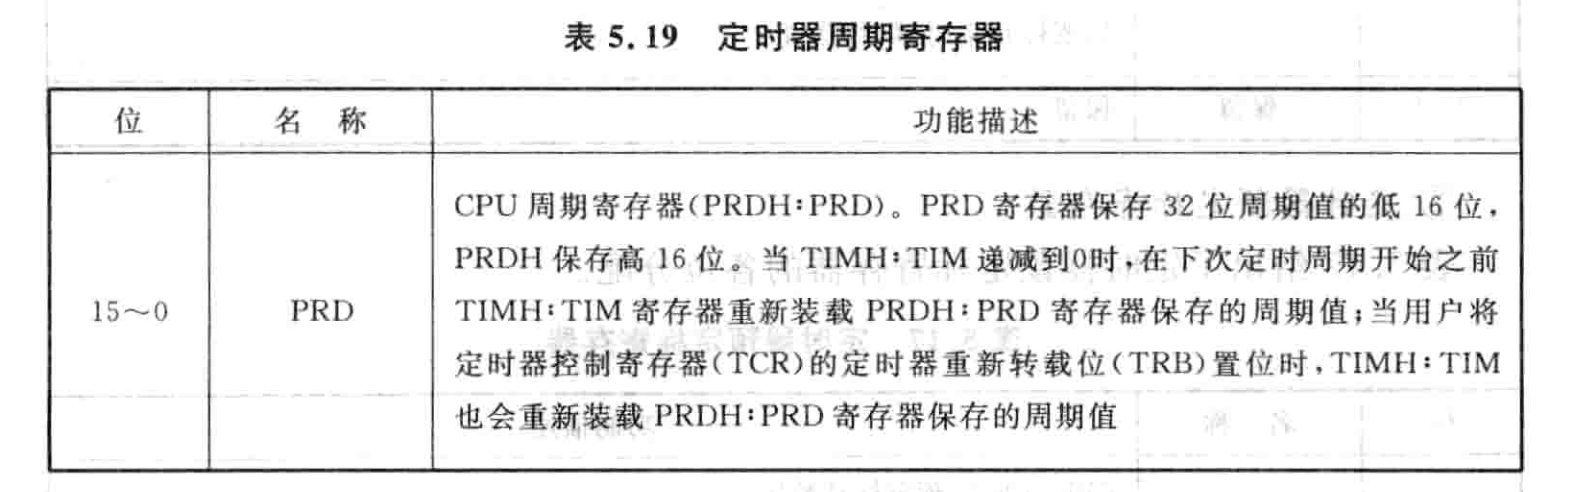 表 5.19 定时器周期寄存器
位 名 称 功能描述
CPU 周期寄存器(PRDH:PRD)。PRD 寄存器保存 32 位周期值的低 16 位，
PRDH 保存高 16 位。当 TIMH:TIM 递减到0时,在下次定时周期开始之前
15～0 PRD TIMH:TIM 寄存器重新装载 PRDH:PRD 寄存器保存的周期值;当用户将
定时器控制寄存器(TCR)的定时器重新转载位(TRB)置位时,TIMH:TIM
也会重新装载 PRDH:PRD 寄存器保存的周期值